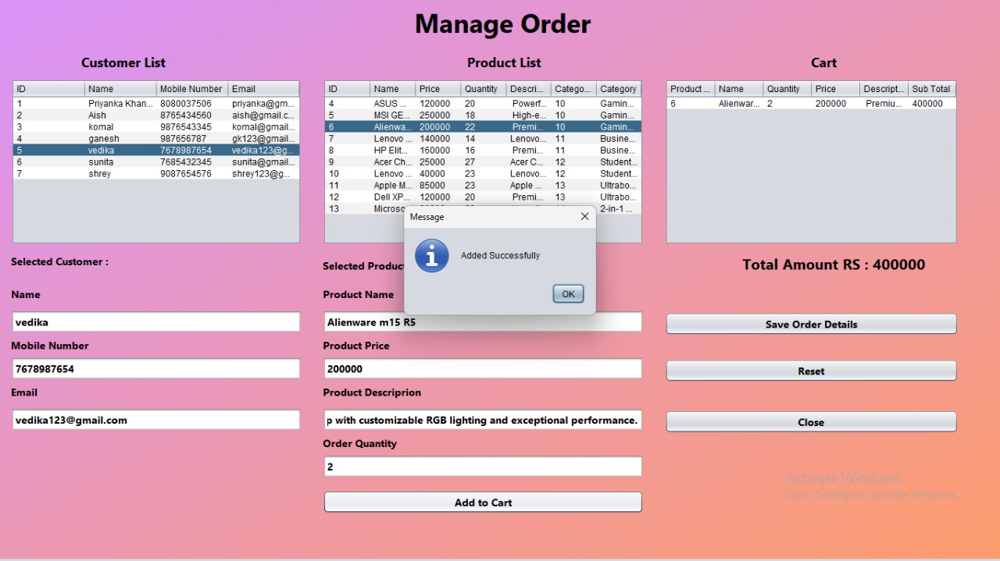 Manage Order
Customer List
ID Name Mobile Number Email
1 Priyanka Khan... 8080037506 priyanka@gm...
2 Aish 8765434560 aish@gmail.c...
3 komal 9876543345 komal@gmail...
4 ganesh 987656787 gk123@gmail...
5 vedika 7678987654 vedika123@g...
6 sunita 7685432345 sunita@gmail...
7 shrey 9087654576 shrey123@g...
Selected Customer :
Name
vedika
Mobile Number
7678987654
Email
vedika123@gmail.com
Product List
ID Name Price Quantity Descri... Catego... Category
4 ASUS ... 120000 20 Powerf... 10 Gamin...
5 MSI GE... 250000 18 High-e... 10 Gamin...
6 Alienwa... 200000 22 Premi... 10 Gamin...
7 Lenovo ... 140000 14 Lenovo... 11 Busine...
8 HP Elit... 160000 16 Premi... 11 Busine...
9 Acer Ch... 25000 27 Acer C... 12 Student...
10 Lenovo ... 40000 23 Lenovo... 12 Student...
11 Apple M... 85000 23 Apple ... 13 Ultrabo...
12 Dell XP... 120000 20 Premi... 13 Ultrabo...
13 Microso... 2-in-1 ...
Message
Added Successfully
OK
Selected Product
Product Name
Alienware m15 R5
Product Price
200000
Product Descriprion
p with customizable RGB lighting and exceptional performance.
Order Quantity
2
Add to Cart
Cart
Product ... Name Quantity Price Descript... Sub Total
6 Alienwar... 2 200000 Premiu... 400000
Total Amount RS : 400000
Save Order Details
Reset
Close
Activate Windows
Go to Settings to activate Windows.